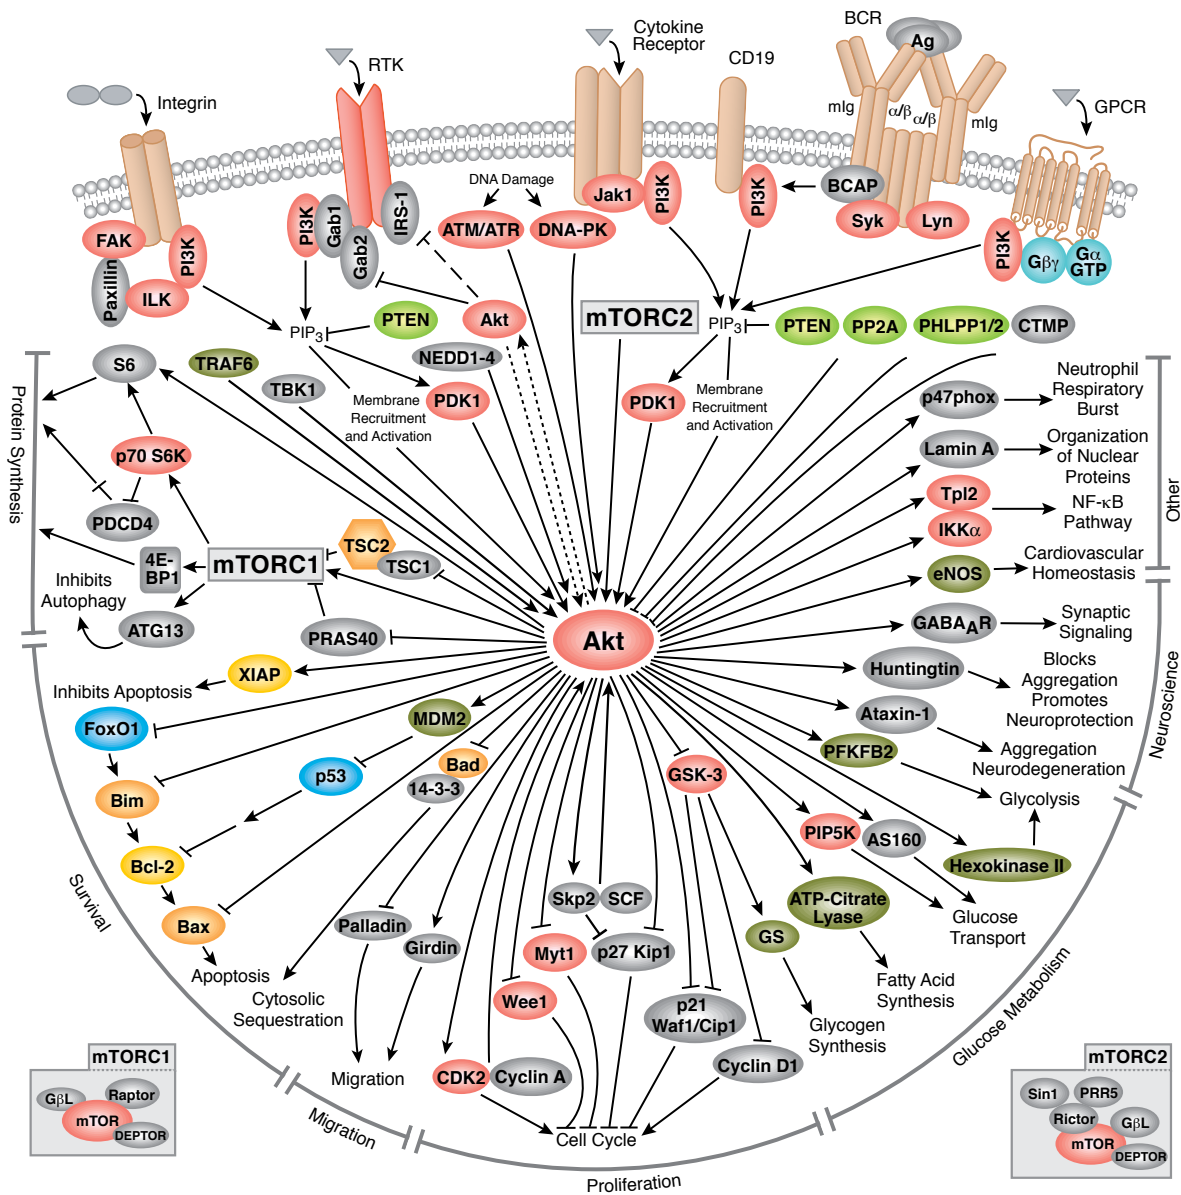 Integrin
RTK
Cytokine
Receptor
CD19
BCR
Ag
mIg
α/β
α/β
mIg
GPCR
DNA Damage
FAK
PI3K
Paxillin
ILK
PI3K
Gab1
Gab2
IRS-1
ATM/ATR
DNA-PK
Jak1
PI3K
PI3K
BCAP
Syk
Lyn
PI3K
Gβγ
Gα
GTP
PIP3
PTEN
Akt
mTORC2
PIP3
PTEN
PP2A
PHLPP1/2
CTMP
S6
TRAF6
TBK1
NEDD1-4
PDK1
Membrane
Recruitment
and Activation
PDK1
Membrane
Recruitment
and Activation
p47phox
Neutrophil
Respiratory
Burst
Lamin A
Organization
of Nuclear
Proteins
Tpl2
IKKα
NF-κB
Pathway
eNOS
Cardiovascular
Homeostasis
Other
Protein Synthesis
p70 S6K
PDCD4
4E-
BP1
mTORC1
TSC2
TSC1
Inhibits
Autophagy
ATG13
PRAS40
Akt
GABAAR
Synaptic
Signaling
Huntingtin
Blocks
Aggregation
Promotes
Neuroprotection
Ataxin-1
Aggregation
Neurodegeneration
Neuroscience
XIAP
Inhibits Apoptosis
FoxO1
MDM2
p53
Bad
14-3-3
Bim
Bcl-2
Bax
Apoptosis
Survival
GSK-3
PFKFB2
Glycolysis
PIP5K
AS160
Hexokinase II
ATP-Citrate
Lyase
Glucose
Transport
GS
Fatty Acid
Synthesis
Glycogen
Synthesis
Glucose Metabolism
Palladin
Girdin
Cytosolic
Sequestration
Migration
Migration
Skp2
SCF
Myt1
p27 Kip1
Wee1
p21
Waf1/Cip1
CDK2
Cyclin A
Cyclin D1
Cell Cycle
Proliferation
mTORC1
GβL
Raptor
mTOR
DEPTOR
mTORC2
Sin1
PRR5
Rictor
GβL
mTOR
DEPTOR